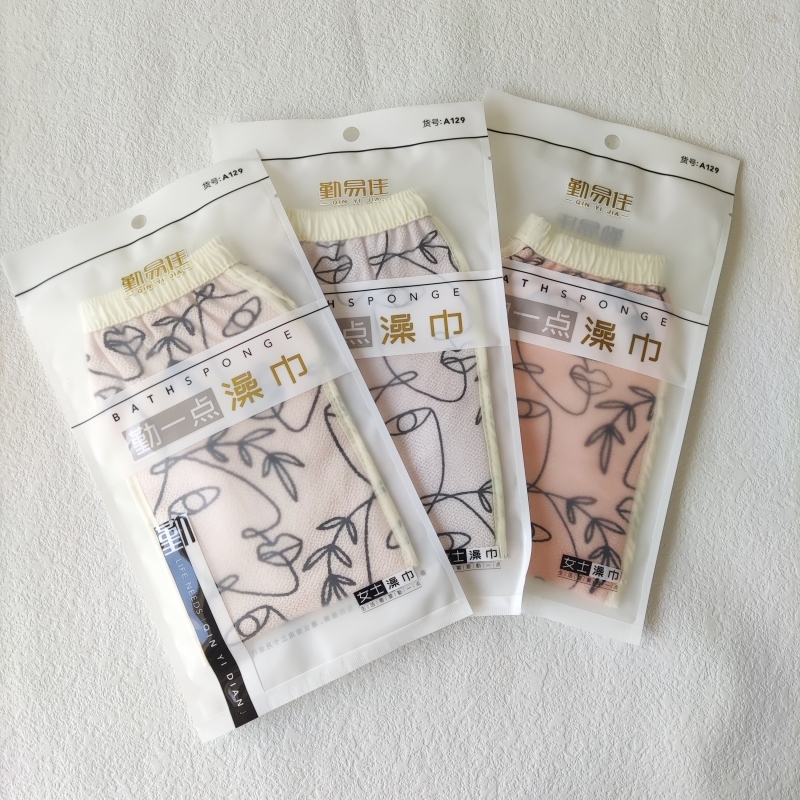 货号:A129
勤易佳
QIN YI JIA
BATHSPONGE
勤一点 澡巾
勤
LIFE NEEDS QIN YI DIAN
女士澡巾
货号:A129
勤易佳
QIN YI JIA
HSPONGE
点 澡巾
女士澡巾
货号:A129
勤易佳
QIN YI JIA
ATHSPONGE
一点 澡巾
女士澡巾